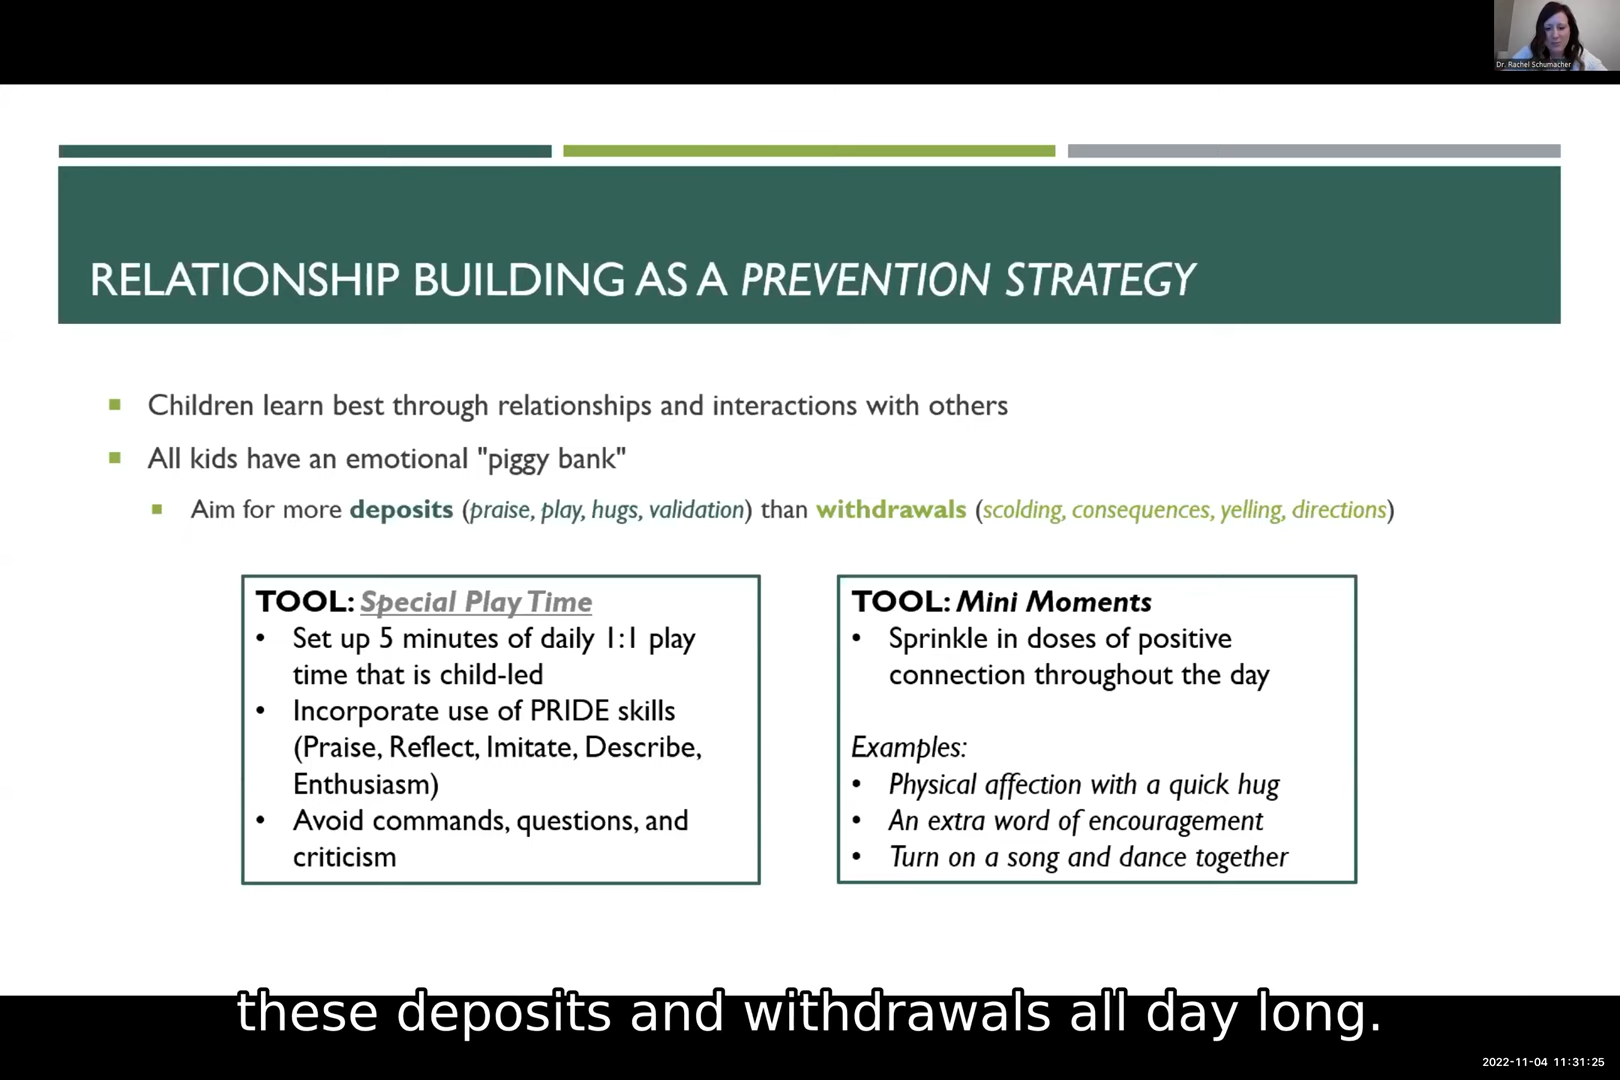 Dr. Rachel Schumacher
RELATIONSHIP BUILDING AS A PREVENTION STRATEGY
Children learn best through relationships and interactions with others
All kids have an emotional "piggy bank"
Aim for more deposits (praise, play, hugs, validation) than withdrawals (scolding, consequences, yelling, directions)
TOOL: Special Play Time
• Set up 5 minutes of daily 1:1 play
time that is child-led
• Incorporate use of PRIDE skills
(Praise, Reflect, Imitate, Describe,
Enthusiasm)
• Avoid commands, questions, and
criticism
TOOL: Mini Moments
• Sprinkle in doses of positive
connection throughout the day
Examples:
• Physical affection with a quick hug
• An extra word of encouragement
• Turn on a song and dance together
these deposits and withdrawals all day long.
2022-11-04 11:31:25